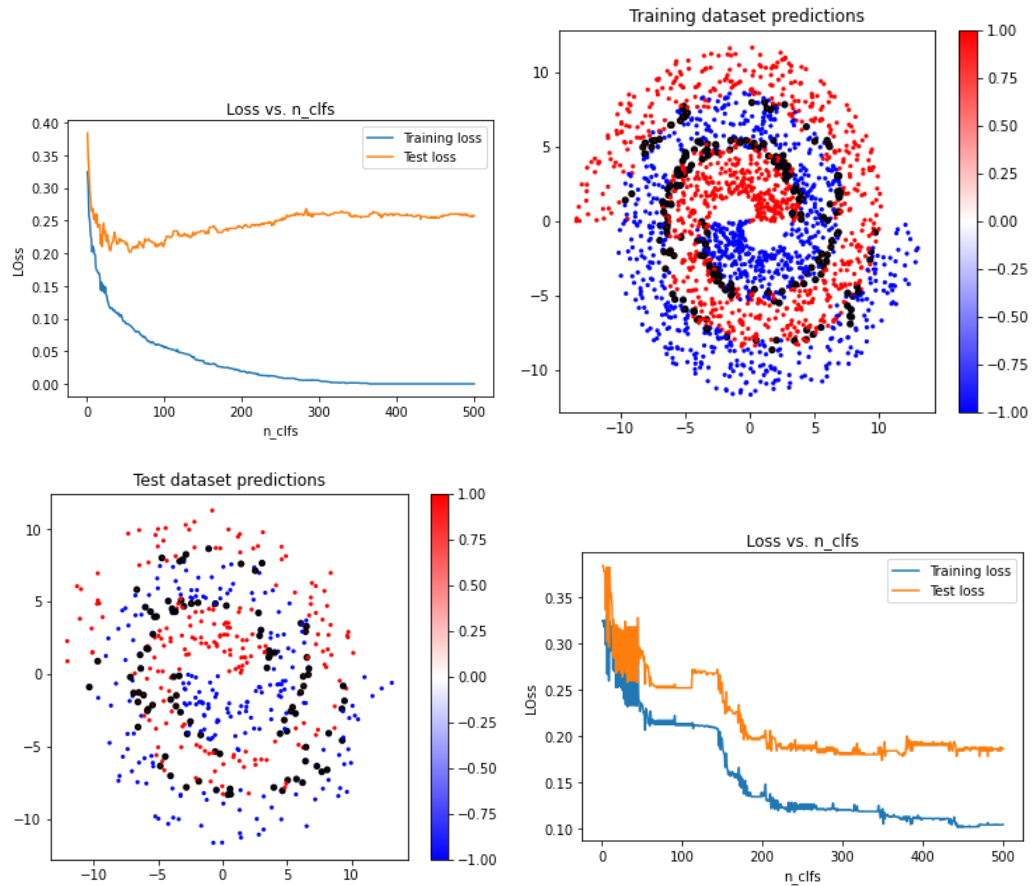 Training dataset predictions
10
5
0
−5
−10
−10 −5 0 5 10
1.00
0.75
0.50
0.25
0.00
−0.25
−0.50
−0.75
−1.00
Loss vs. n_clfs
LOss
0.40
0.35
0.30
0.25
0.20
0.15
0.10
0.05
0.00
Training loss
Test loss
0 100 200 300 400 500
n_clfs
Test dataset predictions
10
5
0
−5
−10
−10 −5 0 5 10
1.00
0.75
0.50
0.25
0.00
−0.25
−0.50
−0.75
−1.00
Loss vs. n_clfs
LOss
0.35
0.30
0.25
0.20
0.15
0.10
Training loss
Test loss
0 100 200 300 400 500
n_clfs